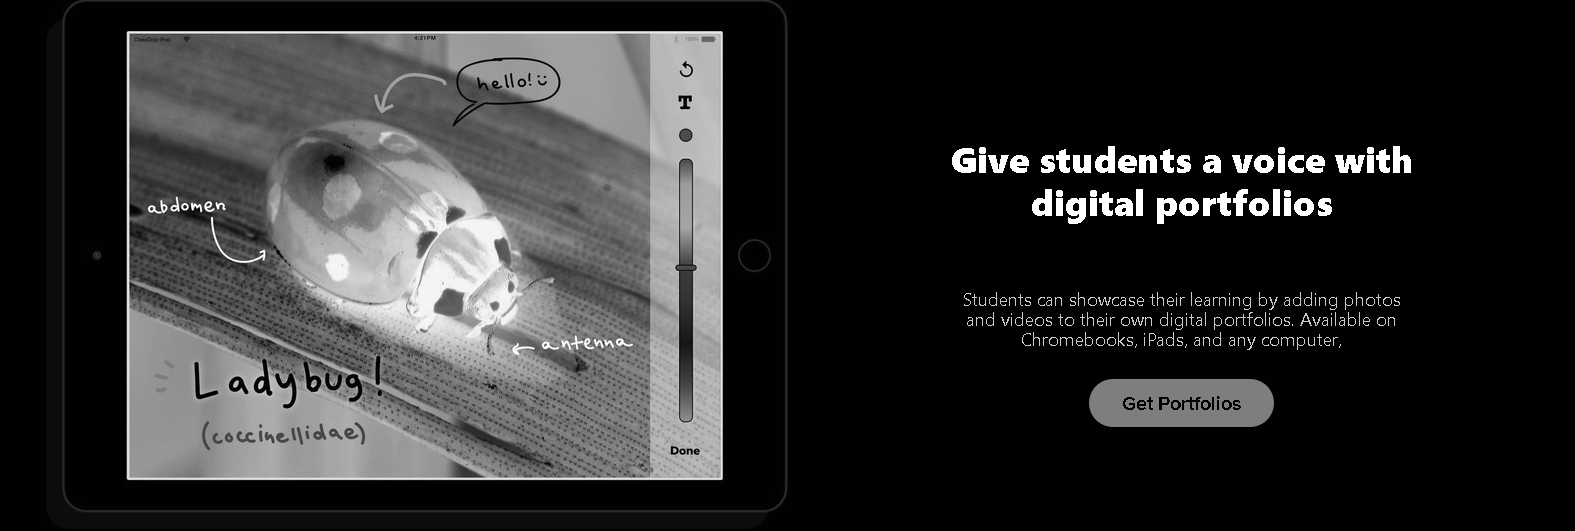 ClassDojo iPad
4:21 PM
100%
hello!
T
abdomen
antenna
Ladybug!
(coccinellidae)
Done
Give students a voice with
digital portfolios
Students can showcase their learning by adding photos
and videos to their own digital portfolios. Available on
Chromebooks, iPads, and any computer,
Get Portfolios